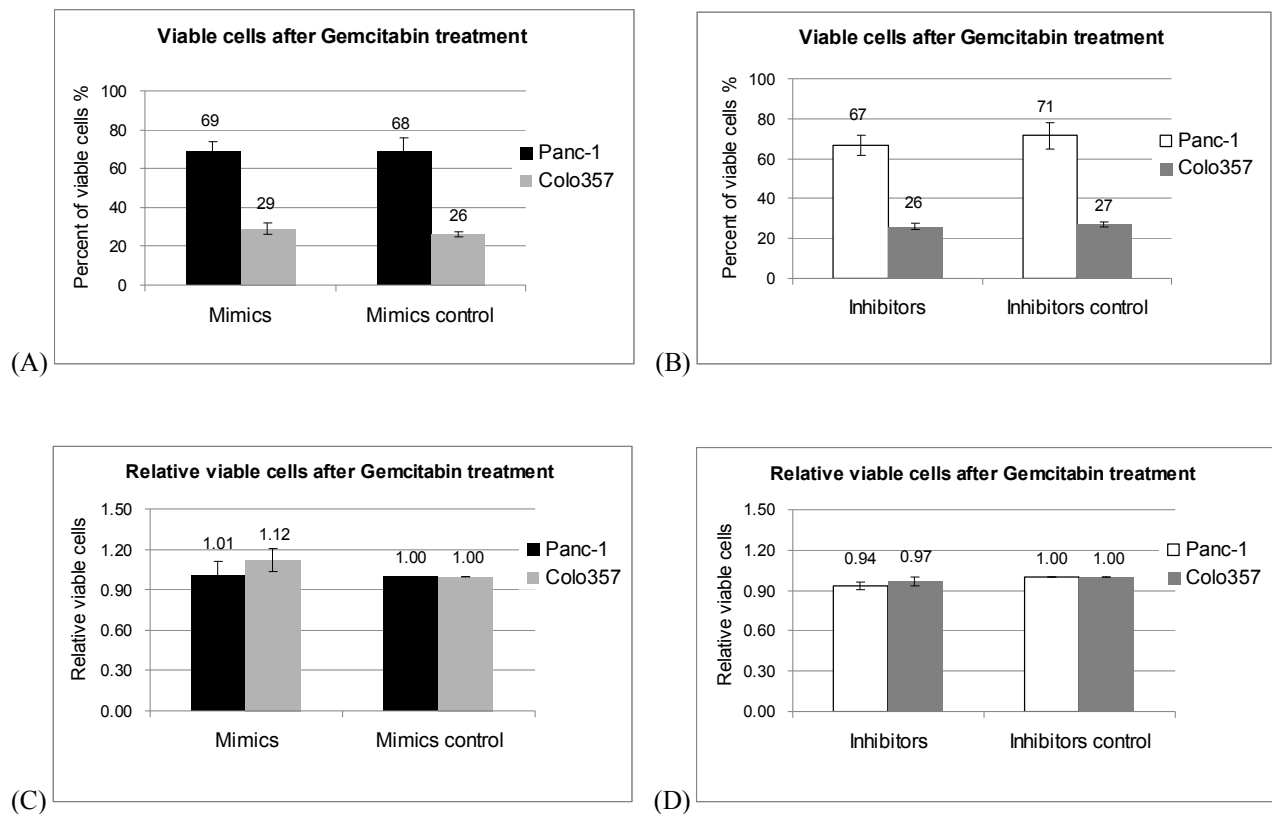 Viable cells after Gemcitabin treatment
Percent of viable cells %
100
80
60
40
20
0
69
29
68
26
Mimics
Mimics control
Panc-1
Colo357
(A)
Viable cells after Gemcitabin treatment
Percent of viable cells %
100
80
60
40
20
0
67
26
71
27
Inhibitors
Inhibitors control
Panc-1
Colo357
(B)
Relative viable cells after Gemcitabin treatment
Relative viable cells
1.50
1.20
0.90
0.60
0.30
0.00
1.01
1.12
1.00
1.00
Mimics
Mimics control
Panc-1
Colo357
(C)
Relative viable cells after Gemcitabin treatment
Relative viable cells
1.50
1.20
0.90
0.60
0.30
0.00
0.94
0.97
1.00
1.00
Inhibitors
Inhibitors control
Panc-1
Colo357
(D)